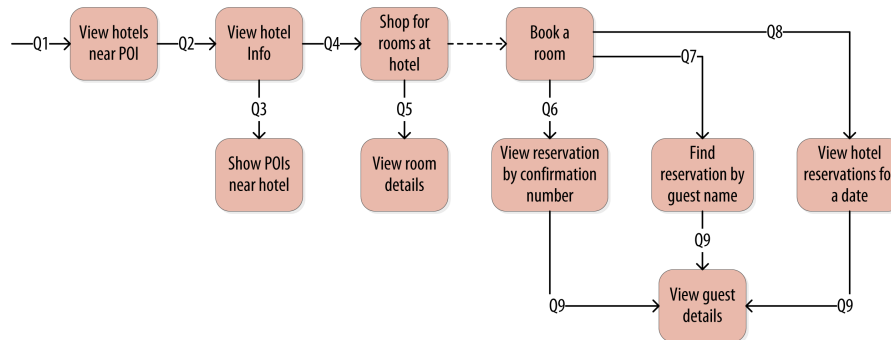 Q1
View hotels
near POI
Q2
View hotel
Info
Q4
Shop for
rooms at
hotel
Book a
room
Q8
Q7
Q3
Q5
Q6
Show POIs
near hotel
View room
details
View reservation
by confirmation
number
Find
reservation by
guest name
View hotel
reservations fo
a date
Q9
View guest
details
Q9
Q9